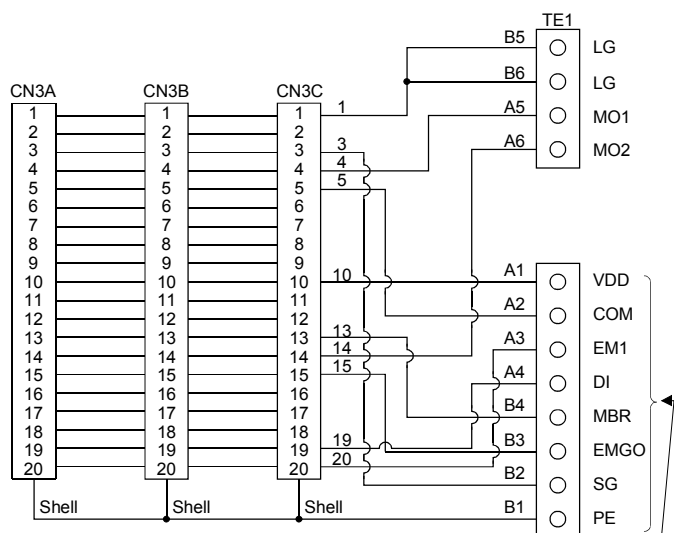 TE1
B5 LG
B6 LG
CN3A CN3B CN3C
1 1 1 1 A5 MO1
2 2 2
3 3 3 3 A6 MO2
4 4 4 4
5 5 5 5
6 6 6
7 7 7
8 8 8
9 9 9
10 10 10 10 A1 VDD
11 11 11
12 12 12 A2 COM
13 13 13 13
14 14 14 14 A3 EM1
15 15 15 15
16 16 16 A4 DI
17 17 17 B4 MBR
18 18 18
19 19 19 19 B3 EMGO
20 20 20 20
B2 SG
Shell Shell Shell B1 PE